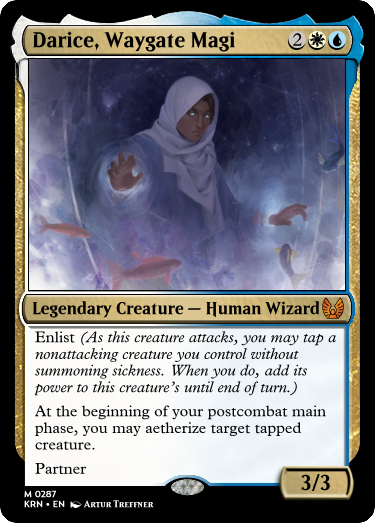 Darice, Waygate Magi 2
Legendary Creature — Human Wizard
Enlist (As this creature attacks, you may tap a
nonattacking creature you control without
summoning sickness. When you do, add its
power to this creature's until end of turn.)
At the beginning of your postcombat main
phase, you may aetherize target tapped
creature.
Partner
3/3
M 0287
KRN • EN Artur Treffner